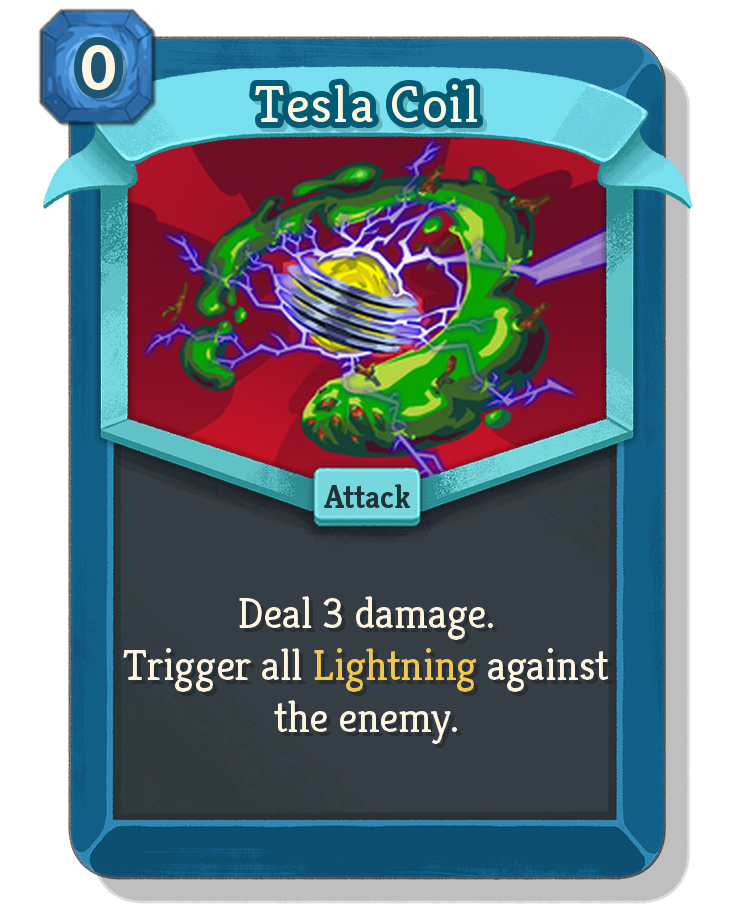 0
Tesla Coil
Attack
Deal 3 damage.
Trigger all Lightning against
the enemy.